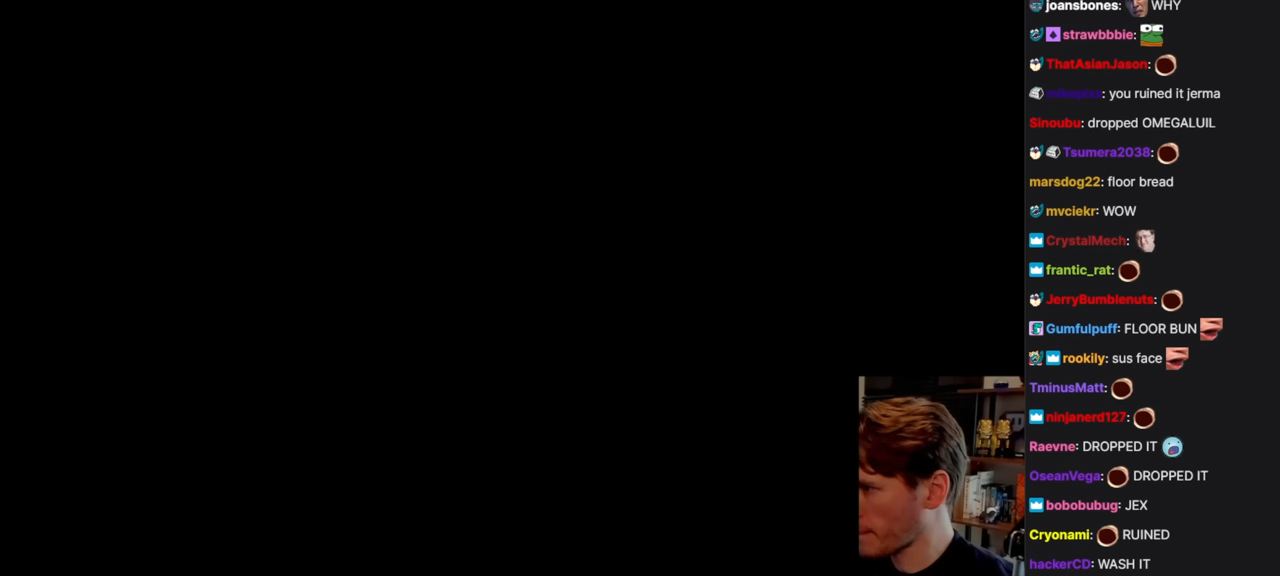 joansbones: WHY
strawbbbie:
ThatAsianJason:
: you ruined it jerma
Sinoubu: dropped OMEGALUIL
Tsumera2038:
marsdog22: floor bread
mvciekr: WOW
CrystalMech:
frantic_rat:
JerryBumblenuts:
Gumfulpuff: FLOOR BUN
rookily: sus face
TminusMatt:
ninjanerd127:
Raevne: DROPPED IT
OseanVega: DROPPED IT
bobobubug: JEX
Cryonami: RUINED
hackerCD: WASH IT